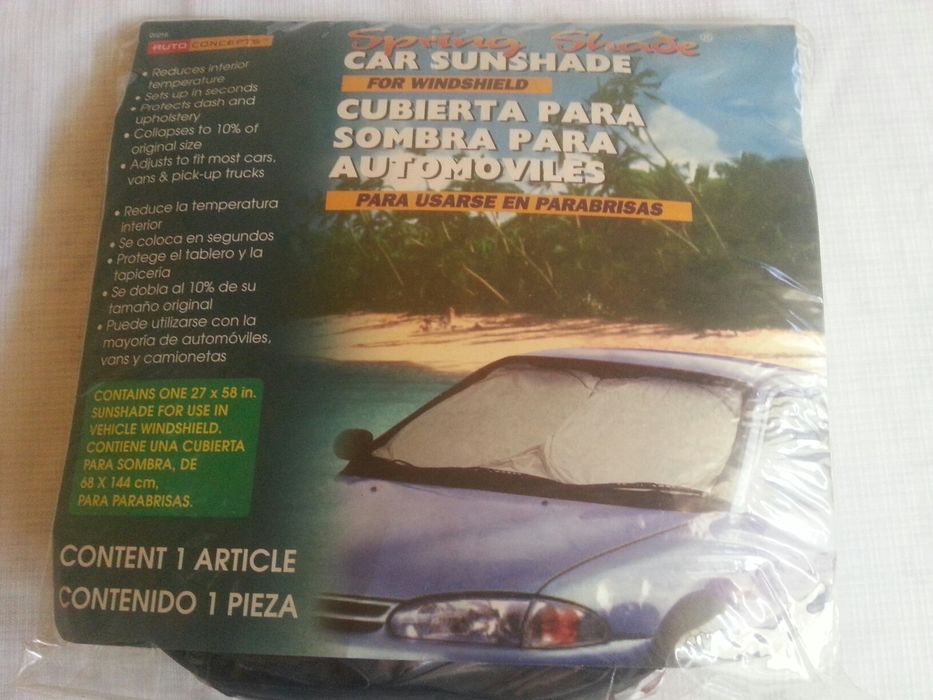 AUTO CONCEPTS
• Reduces interior
temperature
• Sets up in seconds
• Protects dash and
upholstery
• Collapses to 10% of
original size
• Adjusts to fit most cars,
vans & pick-up trucks
• Reduce la temperatura
interior
• Se coloca en segundos
• Protege el tablero y la
tapicería
• Se dobla al 10% de su
tamaño original
• Puede utilizarse con la
mayoría de automóviles,
vans y camionetas
CONTAINS ONE 27 x 58 in.
SUNSHADE FOR USE IN
VEHICLE WINDSHIELD.
CONTIENE UNA CUBIERTA
PARA SOMBRA, DE
68 X 144 cm,
PARA PARABRISAS.
CONTENT 1 ARTICLE
CONTENIDO 1 PIEZA
Spring Shade®
CAR SUNSHADE
FOR WINDSHIELD
CUBIERTA PARA
SOMBRA PARA
AUTOMOVILES
PARA USARSE EN PARABRISAS